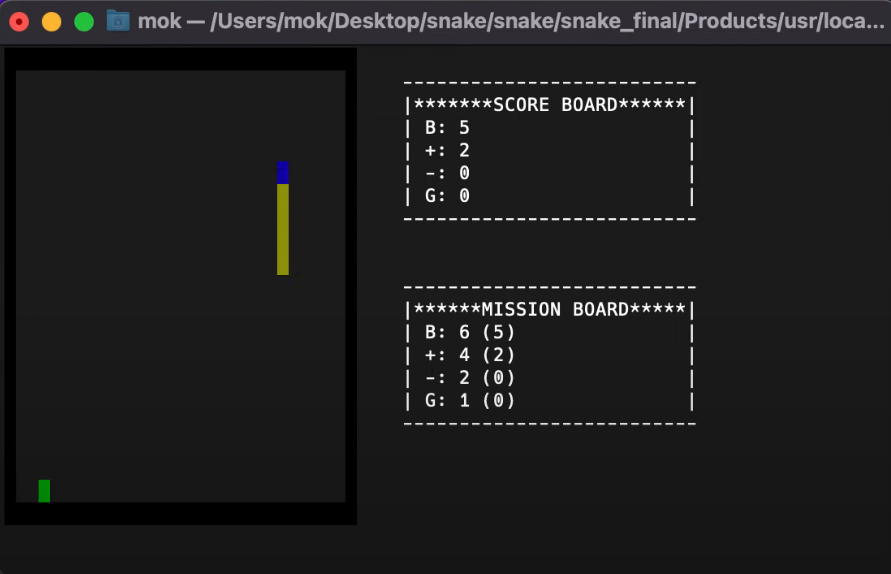 mok — /Users/mok/Desktop/snake/snake/snake_final/Products/usr/loca...
--------------------------
|*******SCORE BOARD******|
| B: 5                   |
| +: 2                   |
| -: 0                   |
| G: 0                   |
--------------------------
--------------------------
|******MISSION BOARD*****|
| B: 6 (5)               |
| +: 4 (2)               |
| -: 2 (0)               |
| G: 1 (0)               |
--------------------------